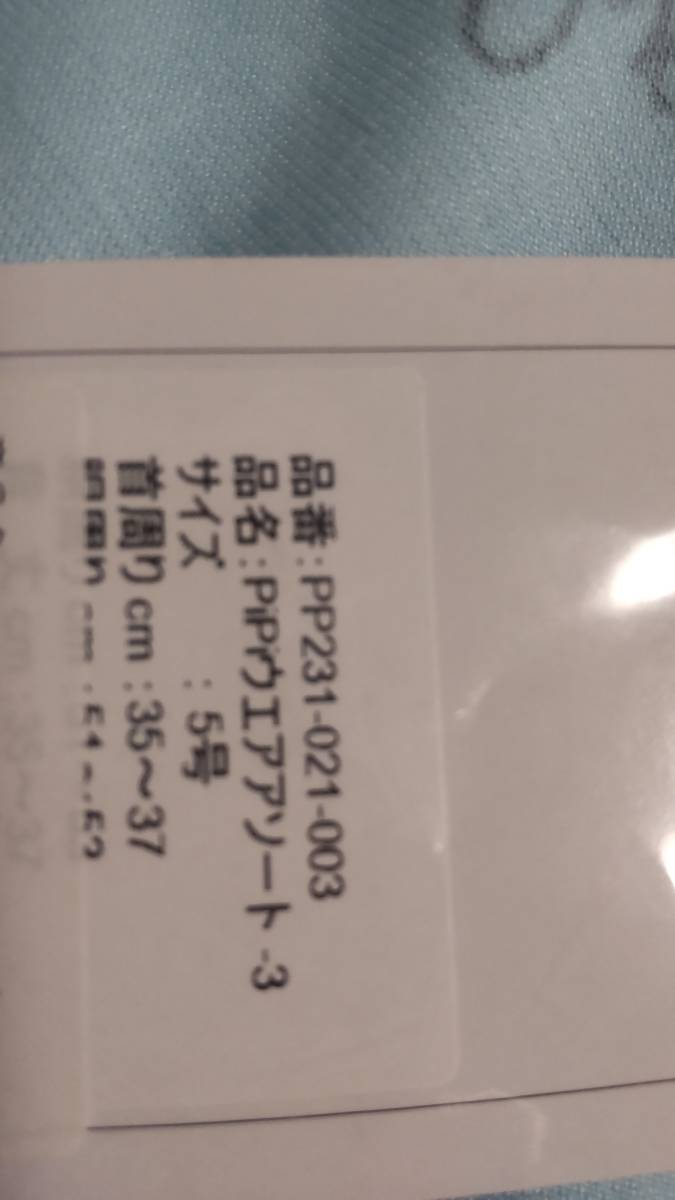 品番:PP231-021-003
品名:PiPiウエアアソート-3
サイズ :5号
首周りcm:35〜37